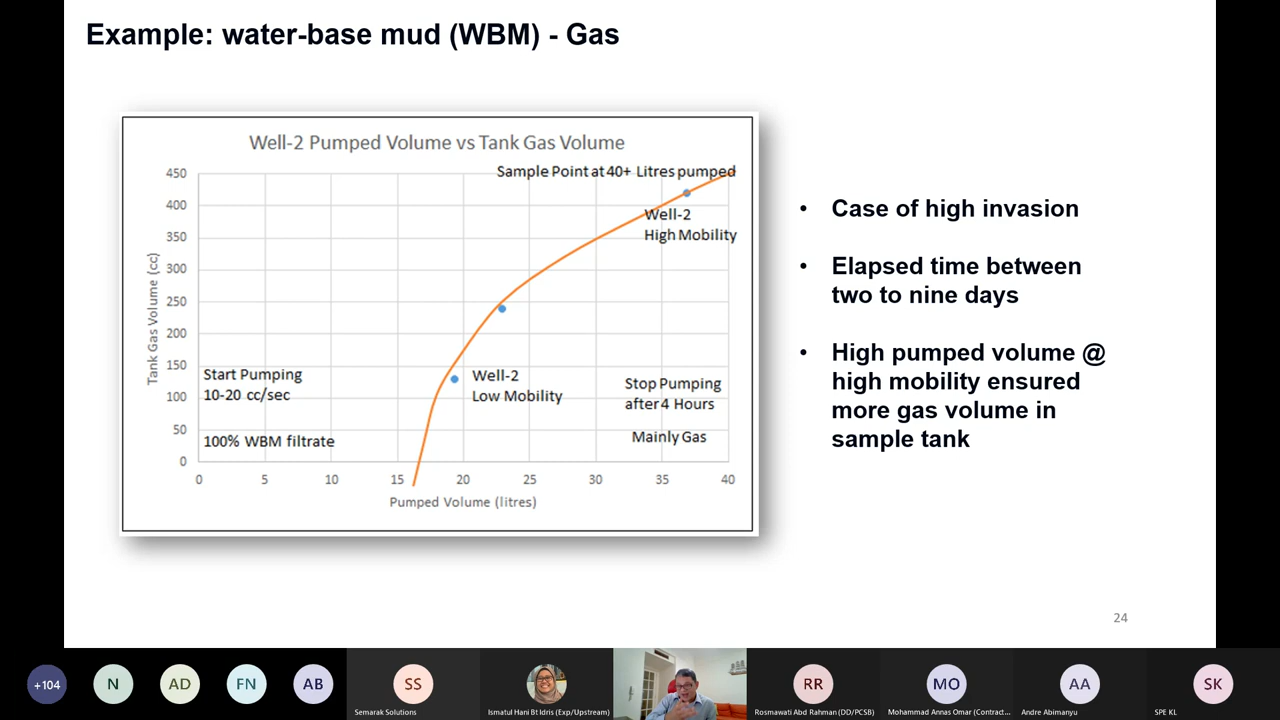 Example: water-base mud (WBM) - Gas
Well-2 Pumped Volume vs Tank Gas Volume
Tank Gas Volume (cc)
450
400
350
300
250
200
150
100
50
0
Sample Point at 40+ Litres pumped
Well-2
High Mobility
Well-2
Low Mobility
Start Pumping
10-20 cc/sec
100% WBM filtrate
Stop Pumping
after 4 Hours
Mainly Gas
0 5 10 15 20 25 30 35 40
Pumped Volume (litres)
• Case of high invasion
• Elapsed time between
two to nine days
• High pumped volume @
high mobility ensured
more gas volume in
sample tank
24
+104 N AD FN AB SS RR MO AA SK
Semarak Solutions
Ismatul Hani Bt Idris (Exp/Upstream)
Rosmawati Abd Rahman (DD/PCSB)
Mohammad Annas Omar (Contract...
Andre Abimanyu
SPE KL